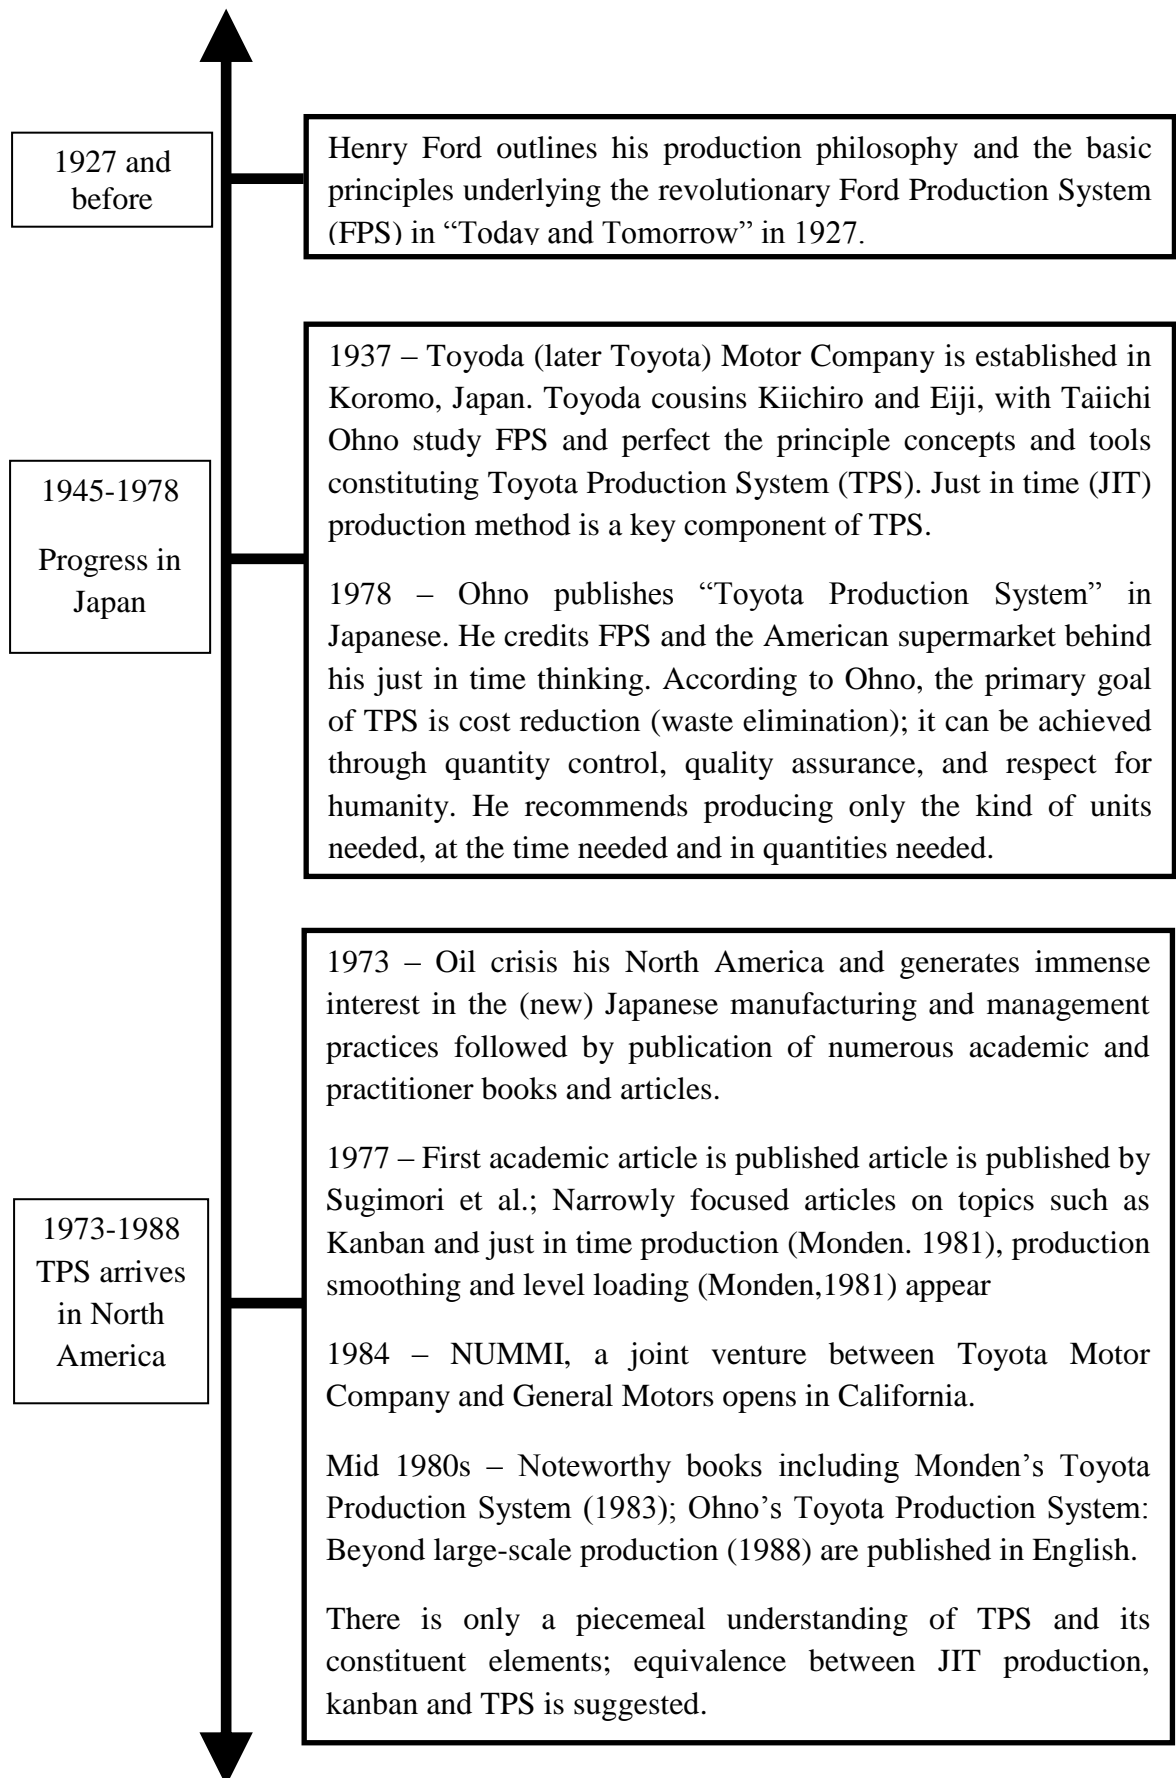 1927 and
before
Henry Ford outlines his production philosophy and the basic
principles underlying the revolutionary Ford Production System
(FPS) in “Today and Tomorrow” in 1927.
1945-1978
Progress in
Japan
1937 – Toyoda (later Toyota) Motor Company is established in
Koromo, Japan. Toyoda cousins Kiichiro and Eiji, with Taiichi
Ohno study FPS and perfect the principle concepts and tools
constituting Toyota Production System (TPS). Just in time (JIT)
production method is a key component of TPS.
1978 – Ohno publishes “Toyota Production System” in
Japanese. He credits FPS and the American supermarket behind
his just in time thinking. According to Ohno, the primary goal
of TPS is cost reduction (waste elimination); it can be achieved
through quantity control, quality assurance, and respect for
humanity. He recommends producing only the kind of units
needed, at the time needed and in quantities needed.
1973-1988
TPS arrives
in North
America
1973 – Oil crisis his North America and generates immense
interest in the (new) Japanese manufacturing and management
practices followed by publication of numerous academic and
practitioner books and articles.
1977 – First academic article is published article is published by
Sugimori et al.; Narrowly focused articles on topics such as
Kanban and just in time production (Monden. 1981), production
smoothing and level loading (Monden,1981) appear
1984 – NUMMI, a joint venture between Toyota Motor
Company and General Motors opens in California.
Mid 1980s – Noteworthy books including Monden’s Toyota
Production System (1983); Ohno’s Toyota Production System:
Beyond large-scale production (1988) are published in English.
There is only a piecemeal understanding of TPS and its
constituent elements; equivalence between JIT production,
kanban and TPS is suggested.